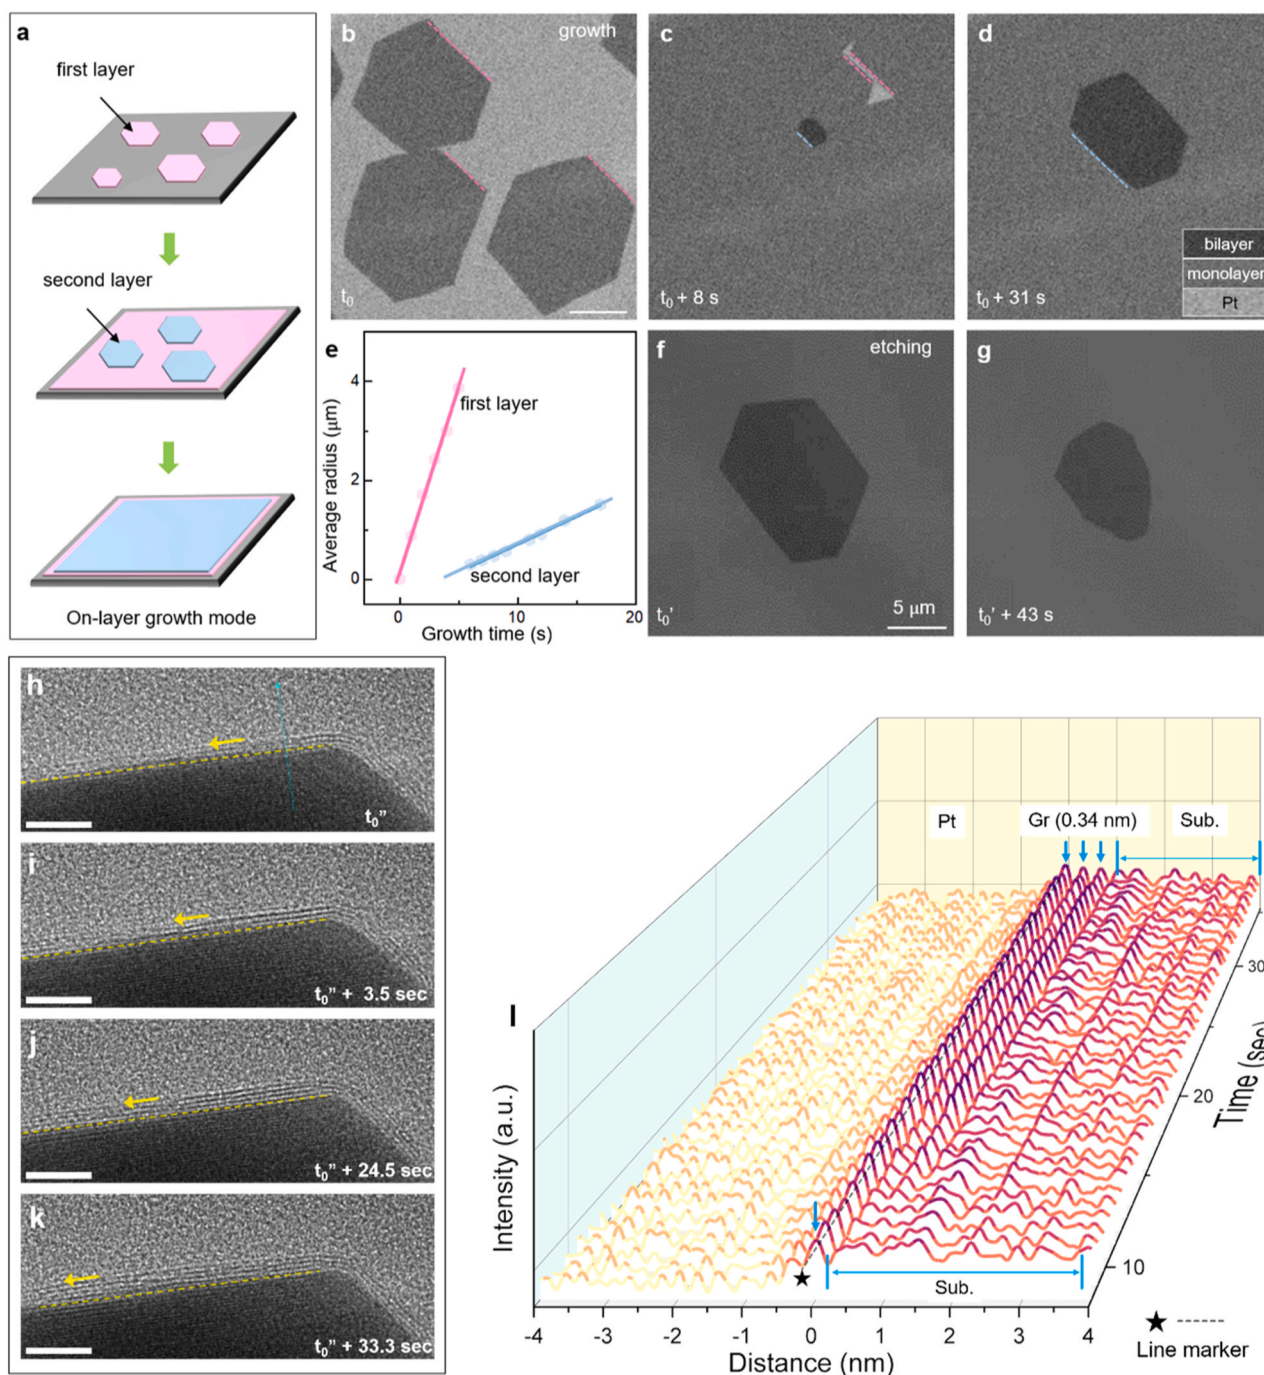 a
first layer
second layer
On-layer growth mode
b
growth
t₀
c
t₀ + 8 s
d
bilayer
monolayer
Pt
t₀ + 31 s
e
Average radius (μm)
4
2
0
first layer
second layer
0
10
20
Growth time (s)
f
etching
t₀'
5 μm
g
t₀' + 43 s
h
t₀”
i
t₀” + 3.5 sec
j
t₀” + 24.5 sec
k
t₀” + 33.3 sec
l
Pt
Gr (0.34 nm)
Sub.
Intensity (a.u.)
30
20
10
Time (sec)
Sub.
-4
-3
-2
-1
0
1
2
3
4
Distance (nm)
Line marker